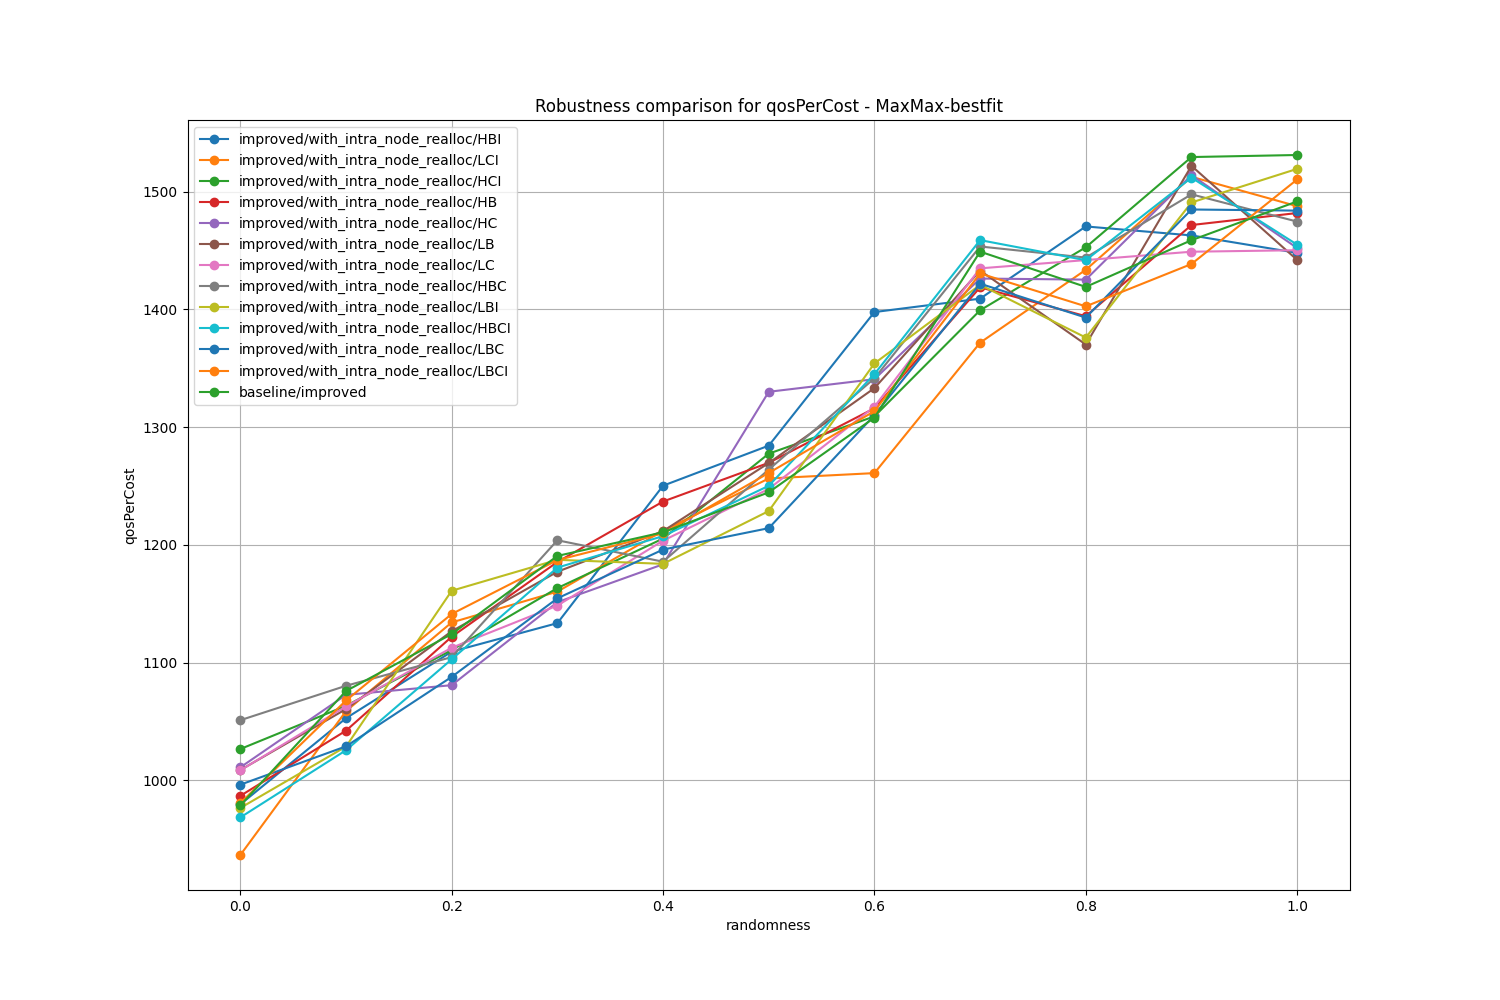 Robustness comparison for qosPerCost - MaxMax-bestfit
improved/with_intra_node_realloc/HBI
improved/with_intra_node_realloc/LCI
improved/with_intra_node_realloc/HCI
improved/with_intra_node_realloc/HB
improved/with_intra_node_realloc/HC
improved/with_intra_node_realloc/LB
improved/with_intra_node_realloc/LC
improved/with_intra_node_realloc/HBC
improved/with_intra_node_realloc/LBI
improved/with_intra_node_realloc/HBCI
improved/with_intra_node_realloc/LBC
improved/with_intra_node_realloc/LBCI
baseline/improved
1500
1400
1300
1200
1100
1000
qosPerCost
0.0 0.2 0.4 0.6 0.8 1.0
randomness